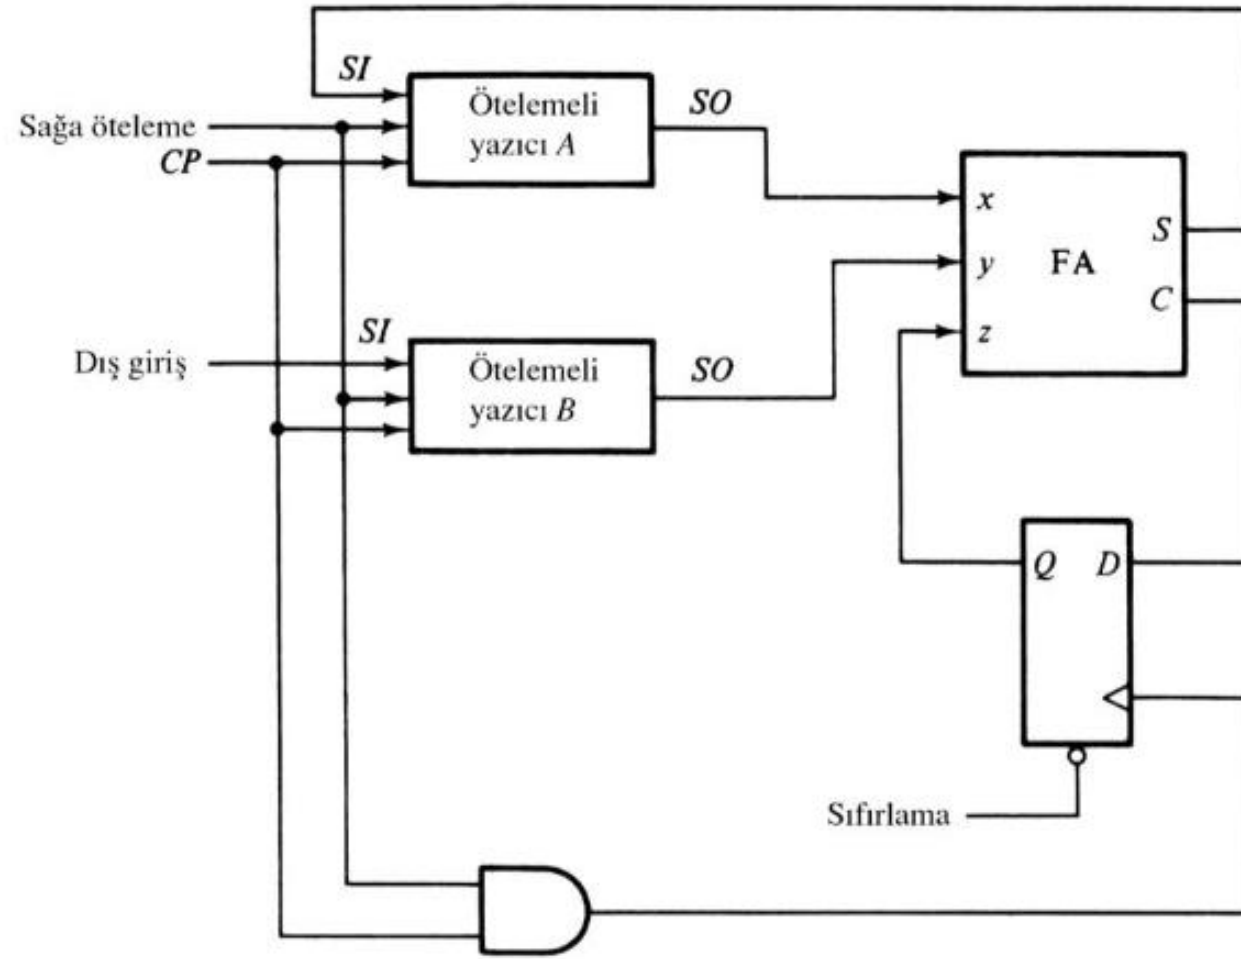 SI
Ötelemeli
yazıcı A
SO
Sağa öteleme
CP
x
y
z
FA
S
C
SI
Dış giriş
Ötelemeli
yazıcı B
SO
Q
D
Sıfırlama